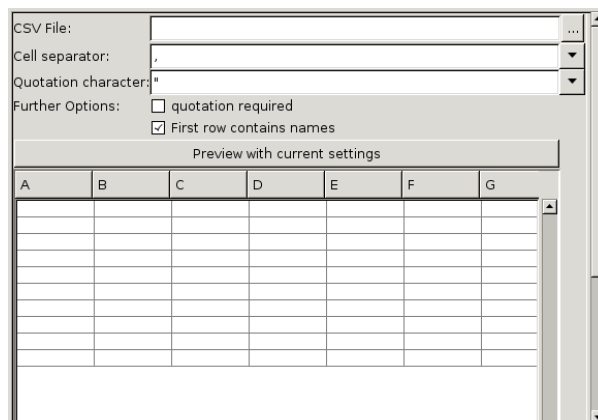 CSV File: ...
Cell separator: ,
Quotation character: "
Further Options: quotation required
First row contains names
Preview with current settings
A B C D E F G